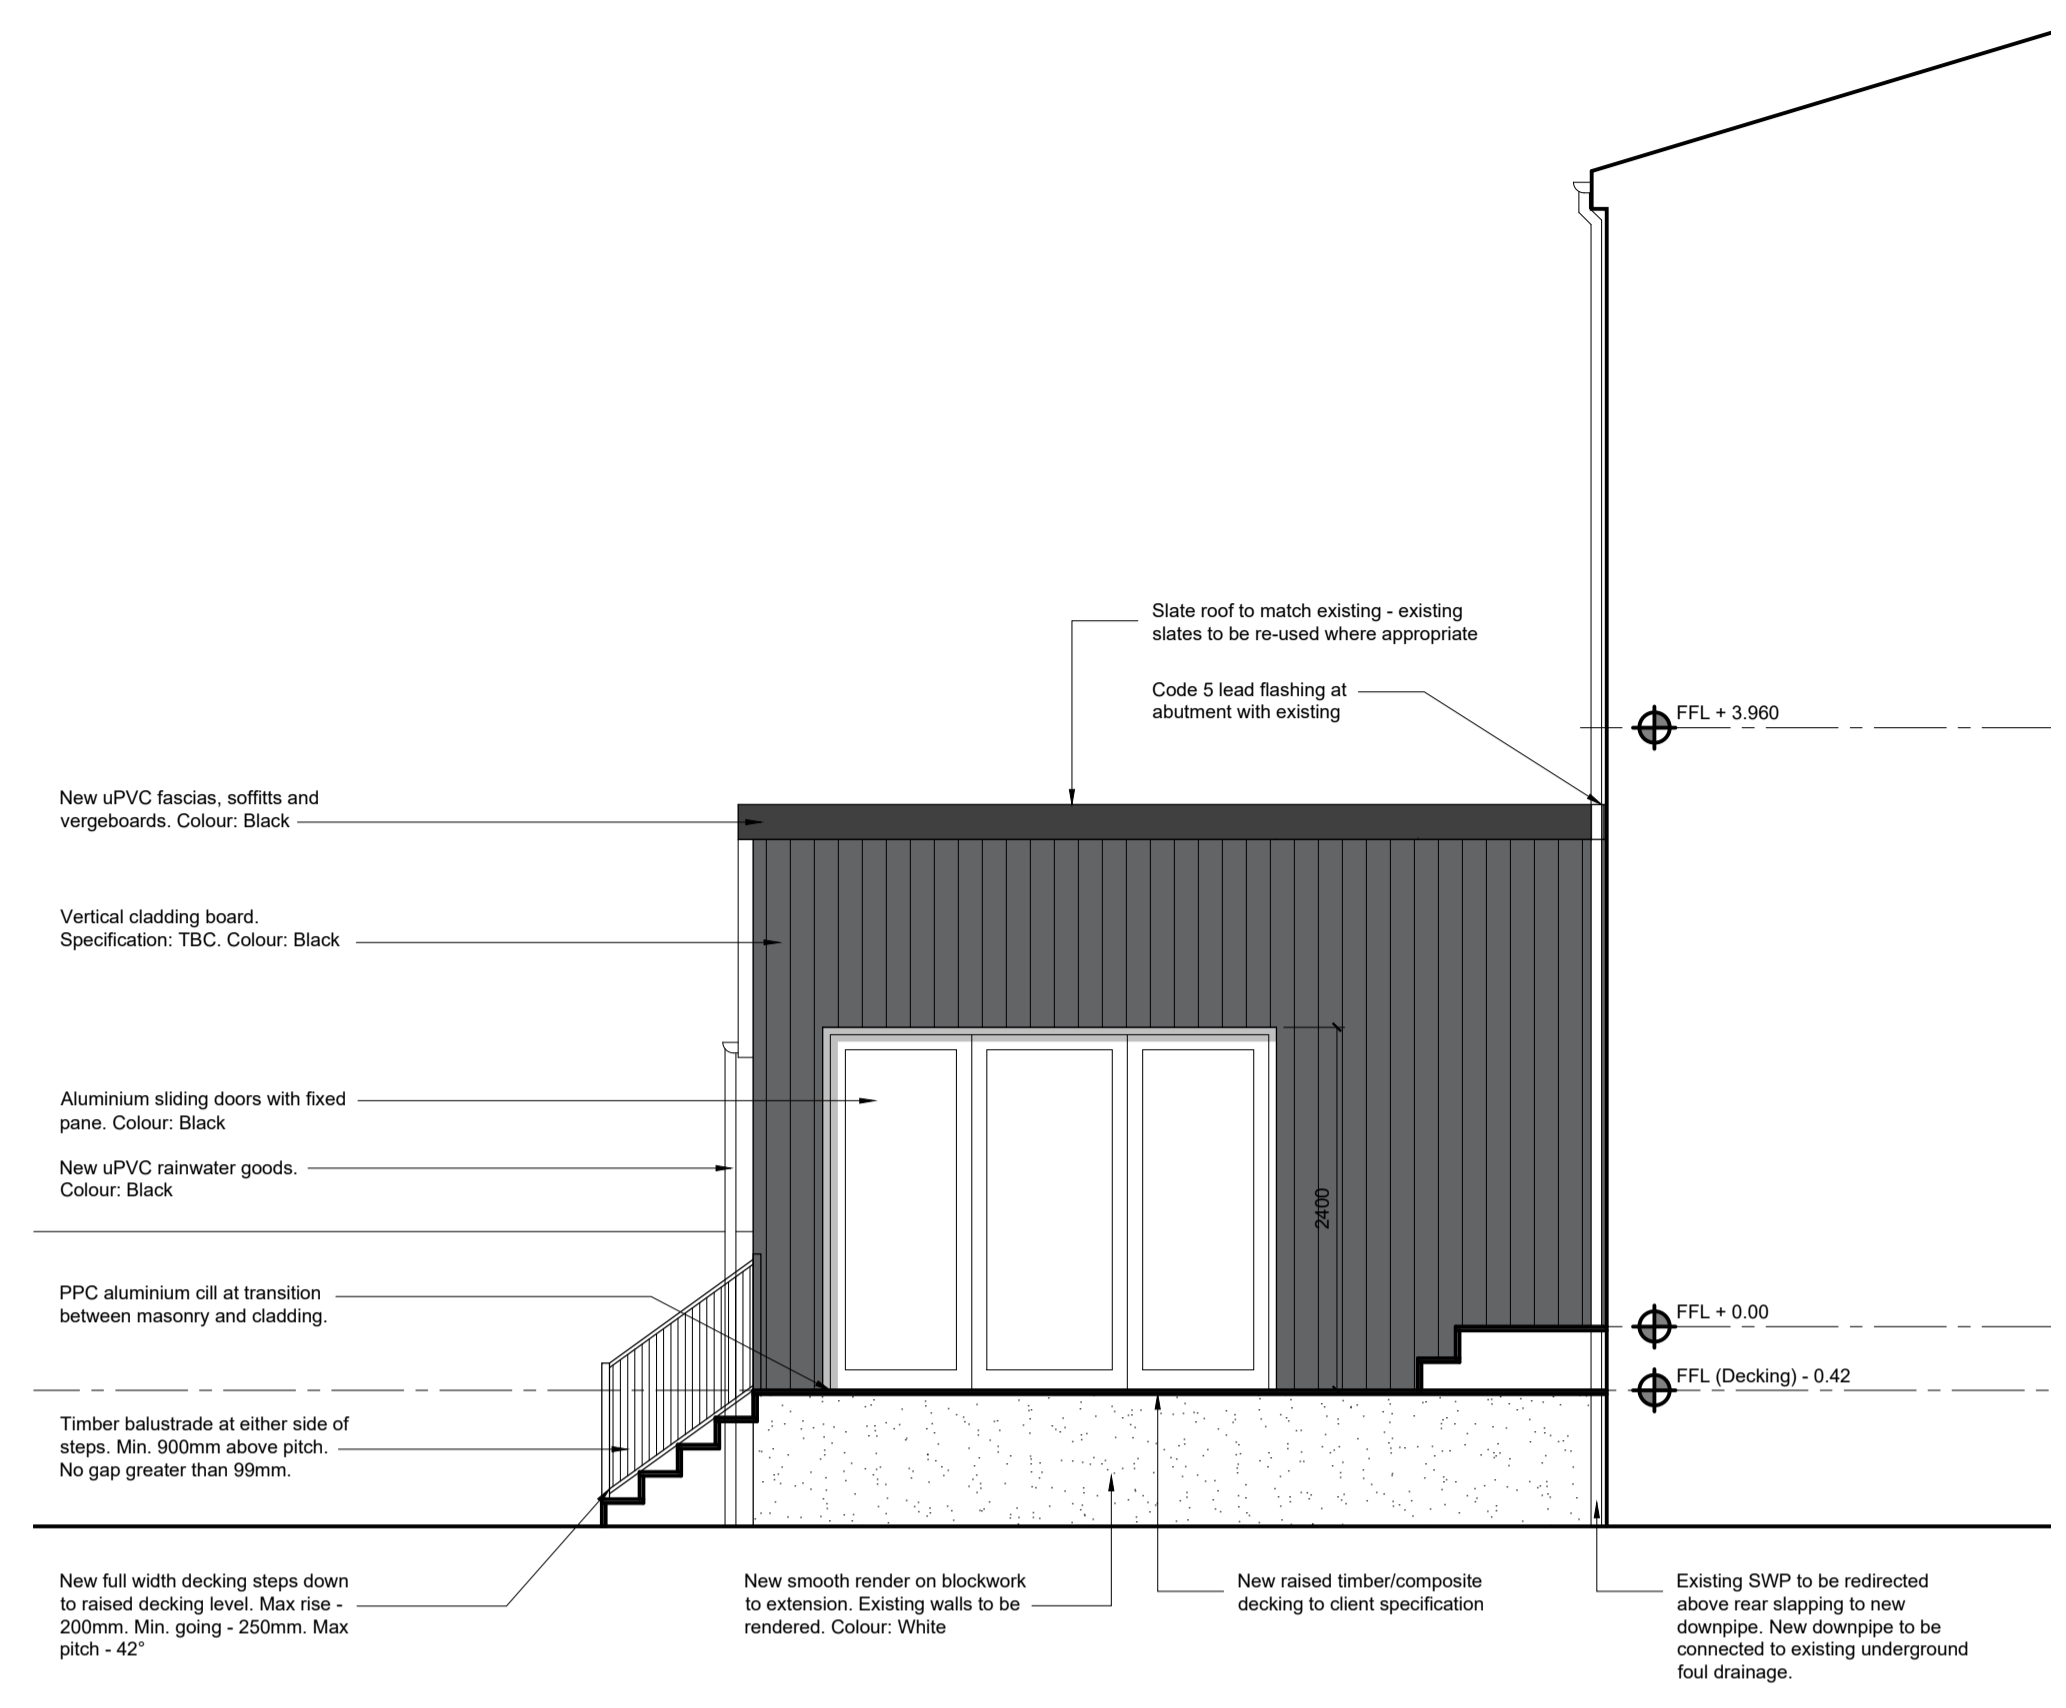 Slate roof to match existing - existing
slates to be re-used where appropriate
Code 5 lead flashing at
abutment with existing
FFL + 3.960
New uPVC fascias, soffitts and
vergeboards. Colour: Black
Vertical cladding board.
Specification: TBC. Colour: Black
Aluminium sliding doors with fixed
pane. Colour: Black
New uPVC rainwater goods.
Colour: Black
2400
PPC aluminium cill at transition
between masonry and cladding.
FFL + 0.00
FFL (Decking) - 0.42
Timber balustrade at either side of
steps. Min. 900mm above pitch.
No gap greater than 99mm.
New full width decking steps down
to raised decking level. Max rise -
200mm. Min. going - 250mm. Max
pitch - 42°
New smooth render on blockwork
to extension. Existing walls to be
rendered. Colour: White
New raised timber/composite
decking to client specification
Existing SWP to be redirected
above rear slapping to new
downpipe. New downpipe to be
connected to existing underground
foul drainage.